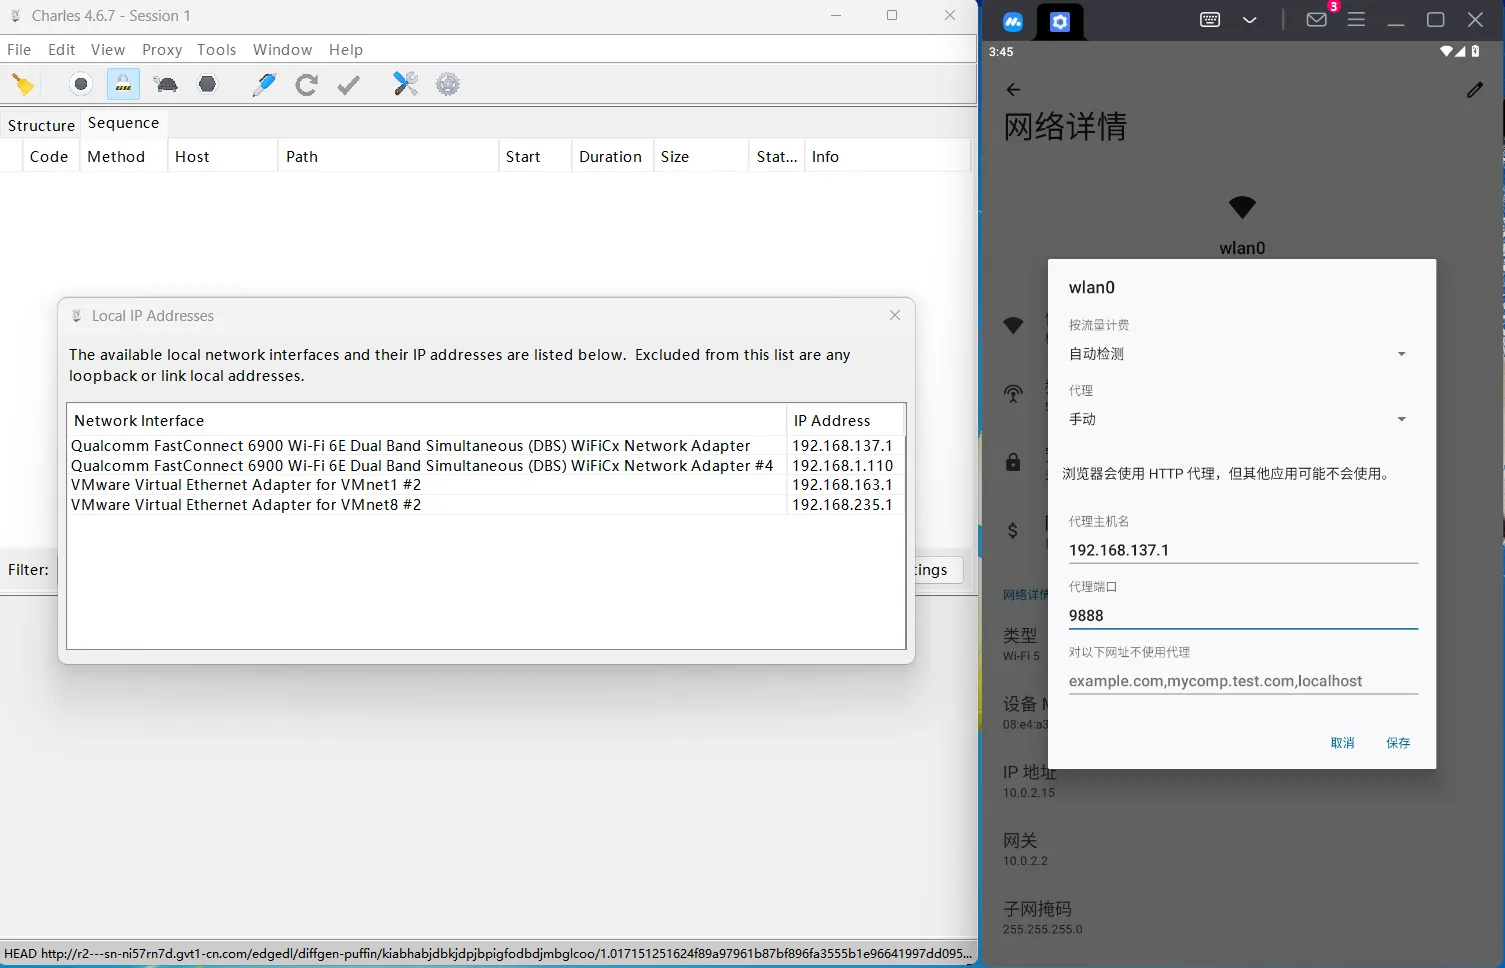 Charles 4.6.7 - Session 1
File Edit View Proxy Tools Window Help
Structure Sequence
Code Method Host Path Start Duration Size Stat... Info
Local IP Addresses
The available local network interfaces and their IP addresses are listed below. Excluded from this list are any
loopback or link local addresses.
Network Interface IP Address
Qualcomm FastConnect 6900 Wi-Fi 6E Dual Band Simultaneous (DBS) WiFiCx Network Adapter 192.168.137.1
Qualcomm FastConnect 6900 Wi-Fi 6E Dual Band Simultaneous (DBS) WiFiCx Network Adapter #4 192.168.1.110
VMware Virtual Ethernet Adapter for VMnet1 #2 192.168.163.1
VMware Virtual Ethernet Adapter for VMnet8 #2 192.168.235.1
Filter: tings
HEAD http://r2---sn-ni57rn7d.gvt1-cn.com/edgedl/diffgen-puffin/kiabhabjdbkjdpjbpigfodbdjmbglcoo/1.017151251624f89a97961b87bf896fa3555b1e96641997dd095...
3
3:45
网络详情
wlan0
wlan0
按流量计费
自动检测
代理
手动
浏览器会使用 HTTP 代理，但其他应用可能不会使用。
代理主机名
192.168.137.1
代理端口
9888
对以下网址不使用代理
example.com,mycomp.test.com,localhost
取消 保存
网络详情
类型
Wi-Fi 5
设备 M
08:e4:a3
IP 地址
10.0.2.15
网关
10.0.2.2
子网掩码
255.255.255.0